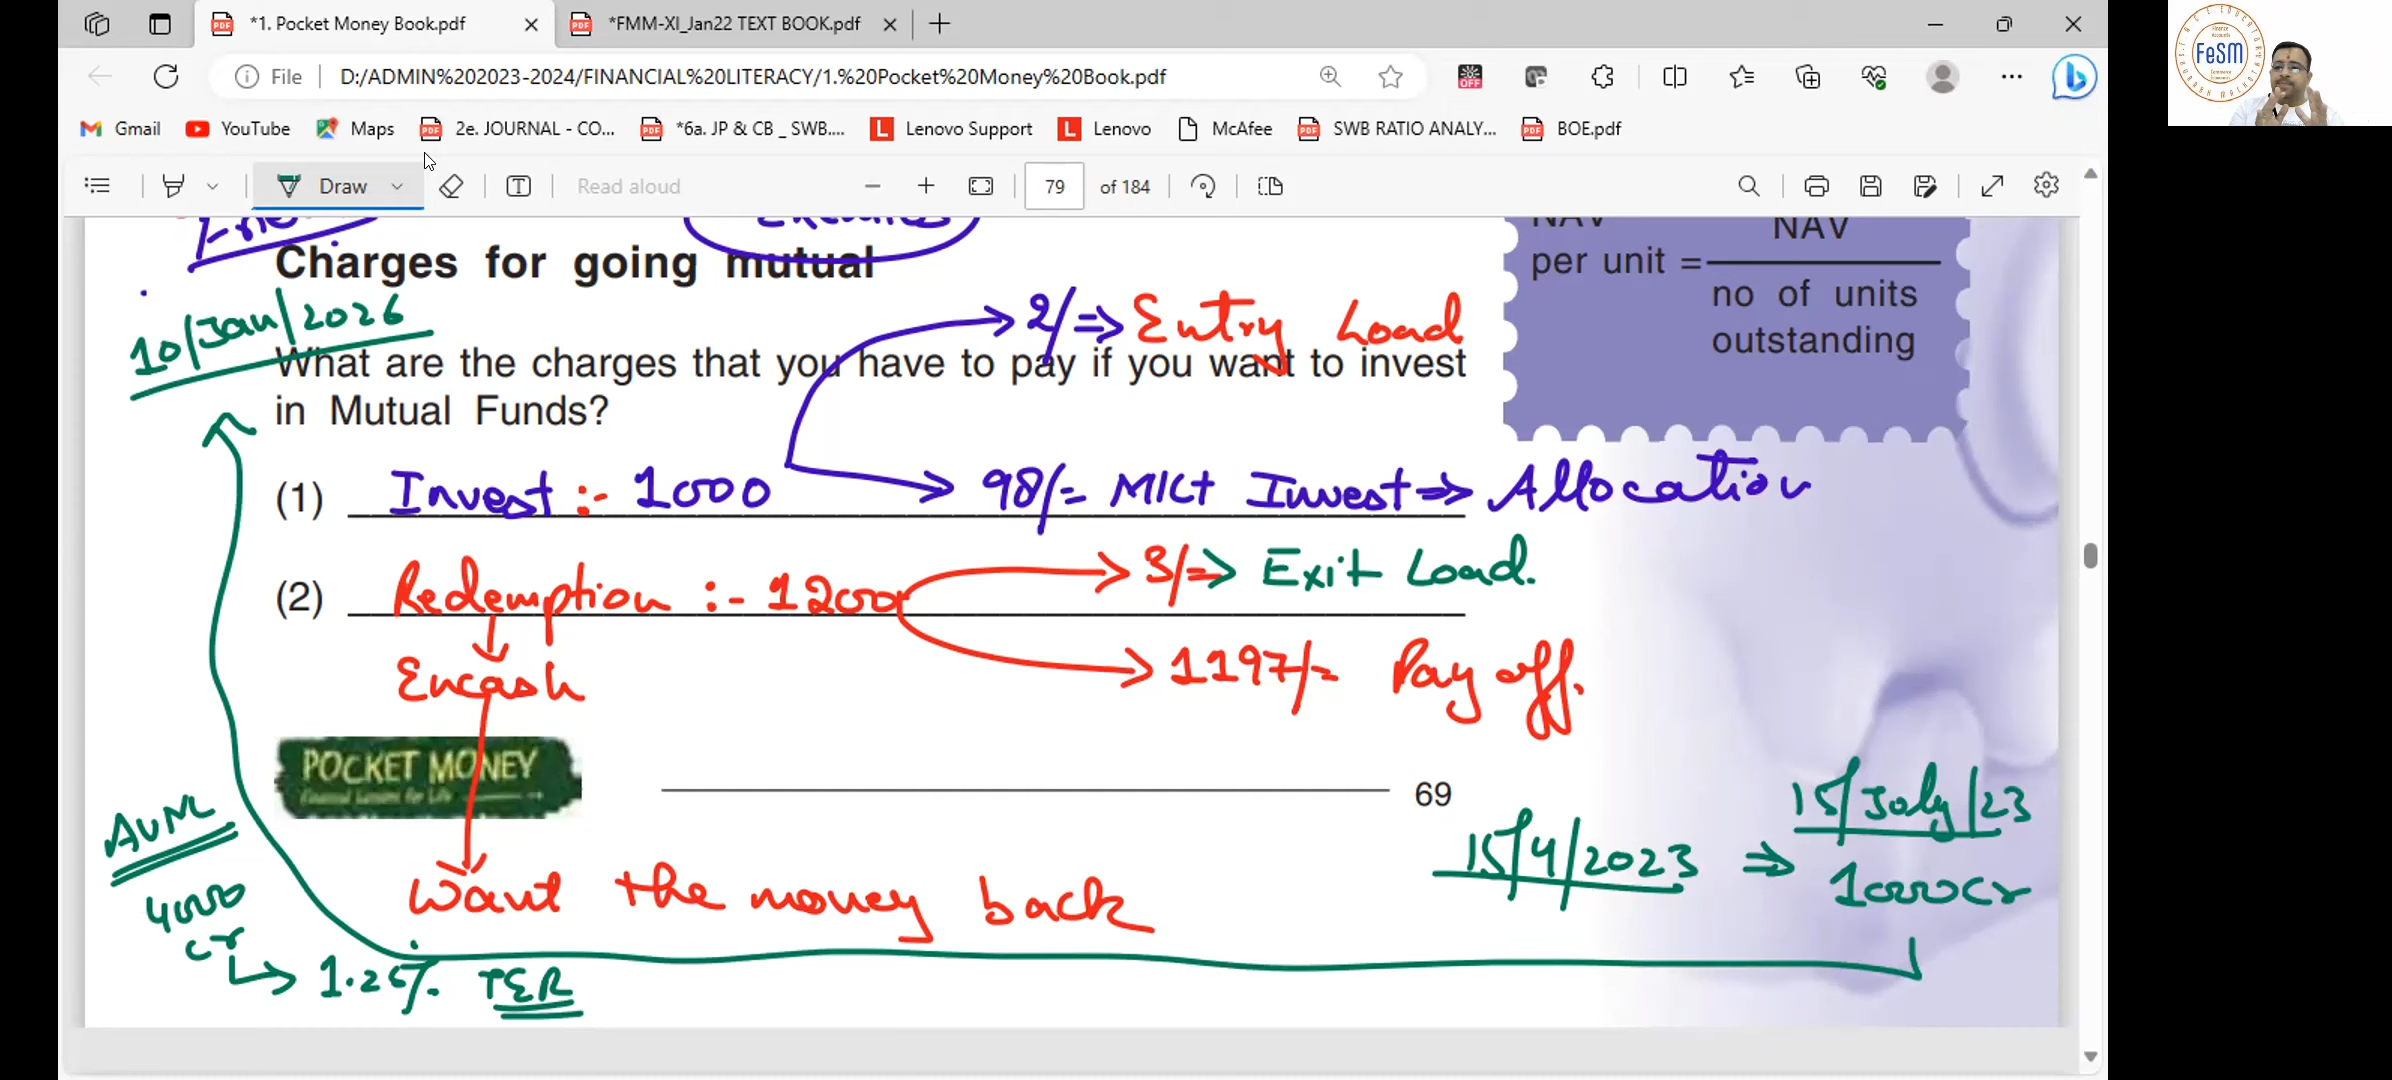 *1. Pocket Money Book.pdf
*FMM-XI_Jan22 TEXT BOOK.pdf
File
D:/ADMIN%202023-2024/FINANCIAL%20LITERACY/1.%20Pocket%20Money%20Book.pdf
OFF
Gmail
YouTube
Maps
2e. JOURNAL - CO...
*6a. JP & CB _ SWB....
Lenovo Support
Lenovo
McAfee
SWB RATIO ANALY...
BOE.pdf
Draw
Read aloud
79 of 184
FeSM
Charges for going mutual
NAV per unit = NAV
no of units
outstanding
10/Jan/2026
2/= => Entry Load
What are the charges that you have to pay if you want to invest
in Mutual Funds?
(1) Invest :- 1000
98/= MKt Invest => Allocation
(2) Redemption :- 1200
3/= => Exit Load.
Encash
1197/= Pay off.
POCKET MONEY
69
15/July/23
AUM
15/4/2023 =>
1000cr
4000
cr
Want the money back
1.25% TER